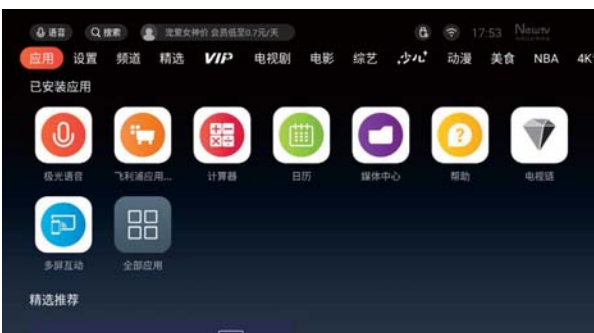 语音 搜索 宠爱女神价 会员低至0.7元/天 17:53 Newtv
应用 设置 频道 精选 VIP 电视剧 电影 综艺 少儿 动漫 美食 NBA 4K
已安装应用
极光语音 飞利浦应用... 计算器 日历 媒体中心 帮助 电视链
多屏互动 全部应用
精选推荐